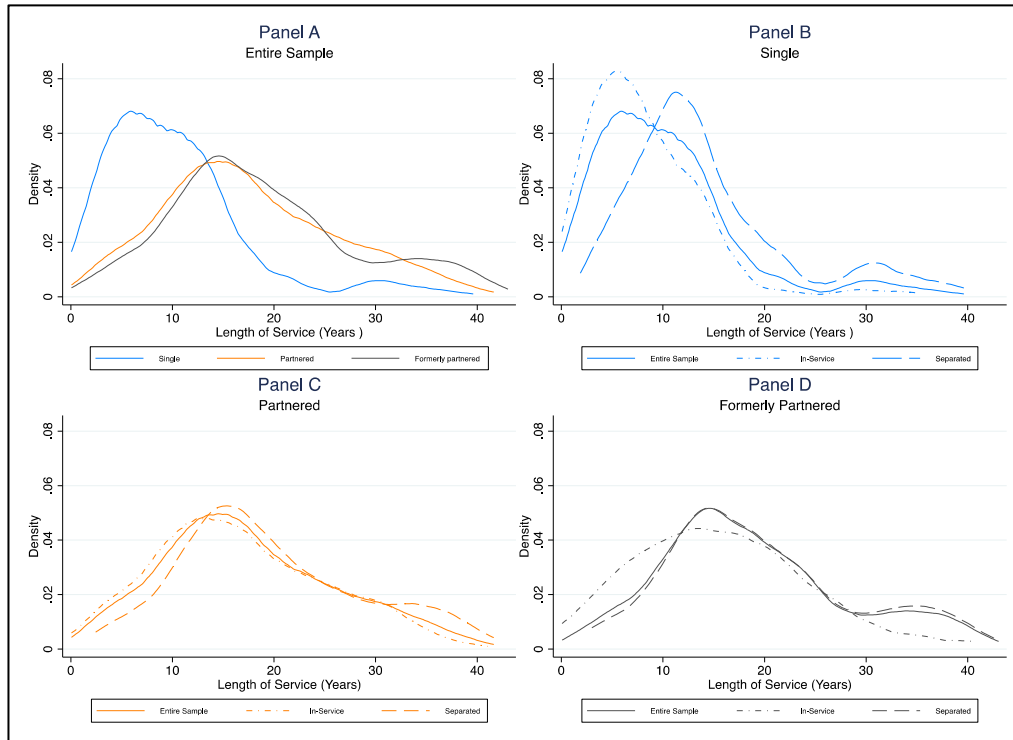 Panel A
Entire Sample
Density
.08
.06
.04
.02
0
0 10 20 30 40
Length of Service (Years )
Single Partnered Formerly partnered
Panel B
Single
Density
.08
.06
.04
.02
0
0 10 20 30 40
Length of Service (Years )
Entire Sample In-Service Separated
Panel C
Partnered
Density
.08
.06
.04
.02
0
0 10 20 30 40
Length of Service (Years)
Entire Sample In-Service Separated
Panel D
Formerly Partnered
Density
.08
.06
.04
.02
0
0 10 20 30 40
Length of Service (Years)
Entire Sample In-Service Separated